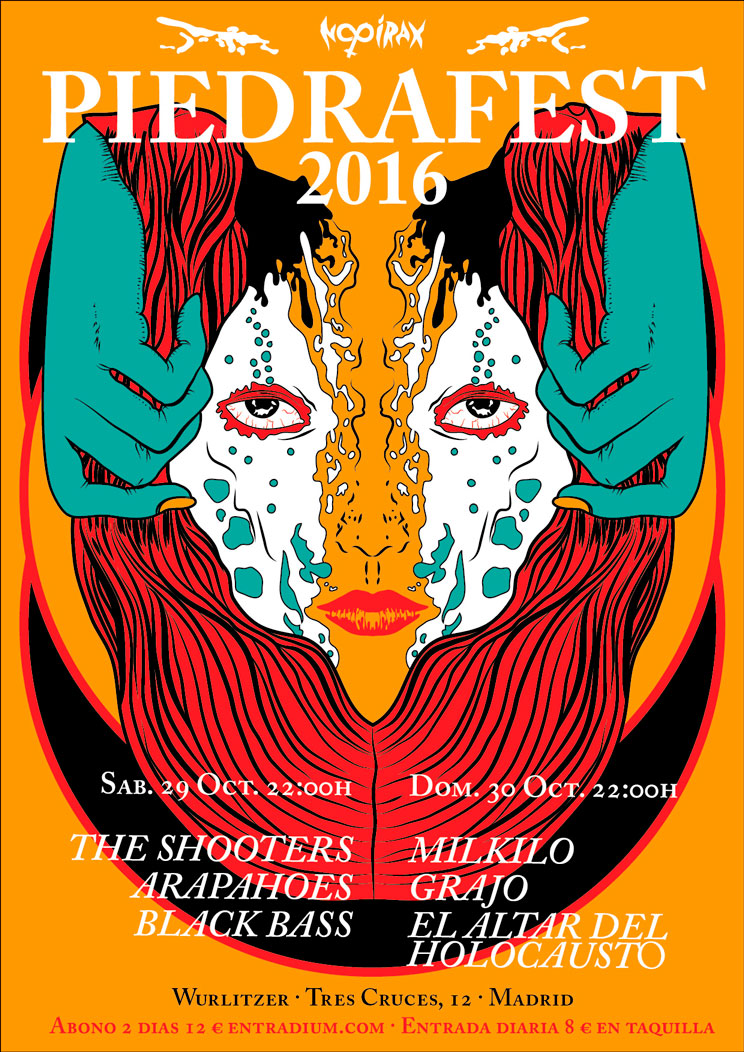 NOOIRAX
PIEDRAFEST
2016
SAB. 29 OCT. 22:00H
THE SHOOTERS
ARAPAHOES
BLACK BASS
DOM. 30 OCT. 22:00H
MILKILO
GRAJO
EL ALTAR DEL
HOLOCAUSTO
WURLITZER · TRES CRUCES, 12 · MADRID
ABONO 2 DIAS 12 € ENTRADIUM.COM · ENTRADA DIARIA 8 € EN TAQUILLA